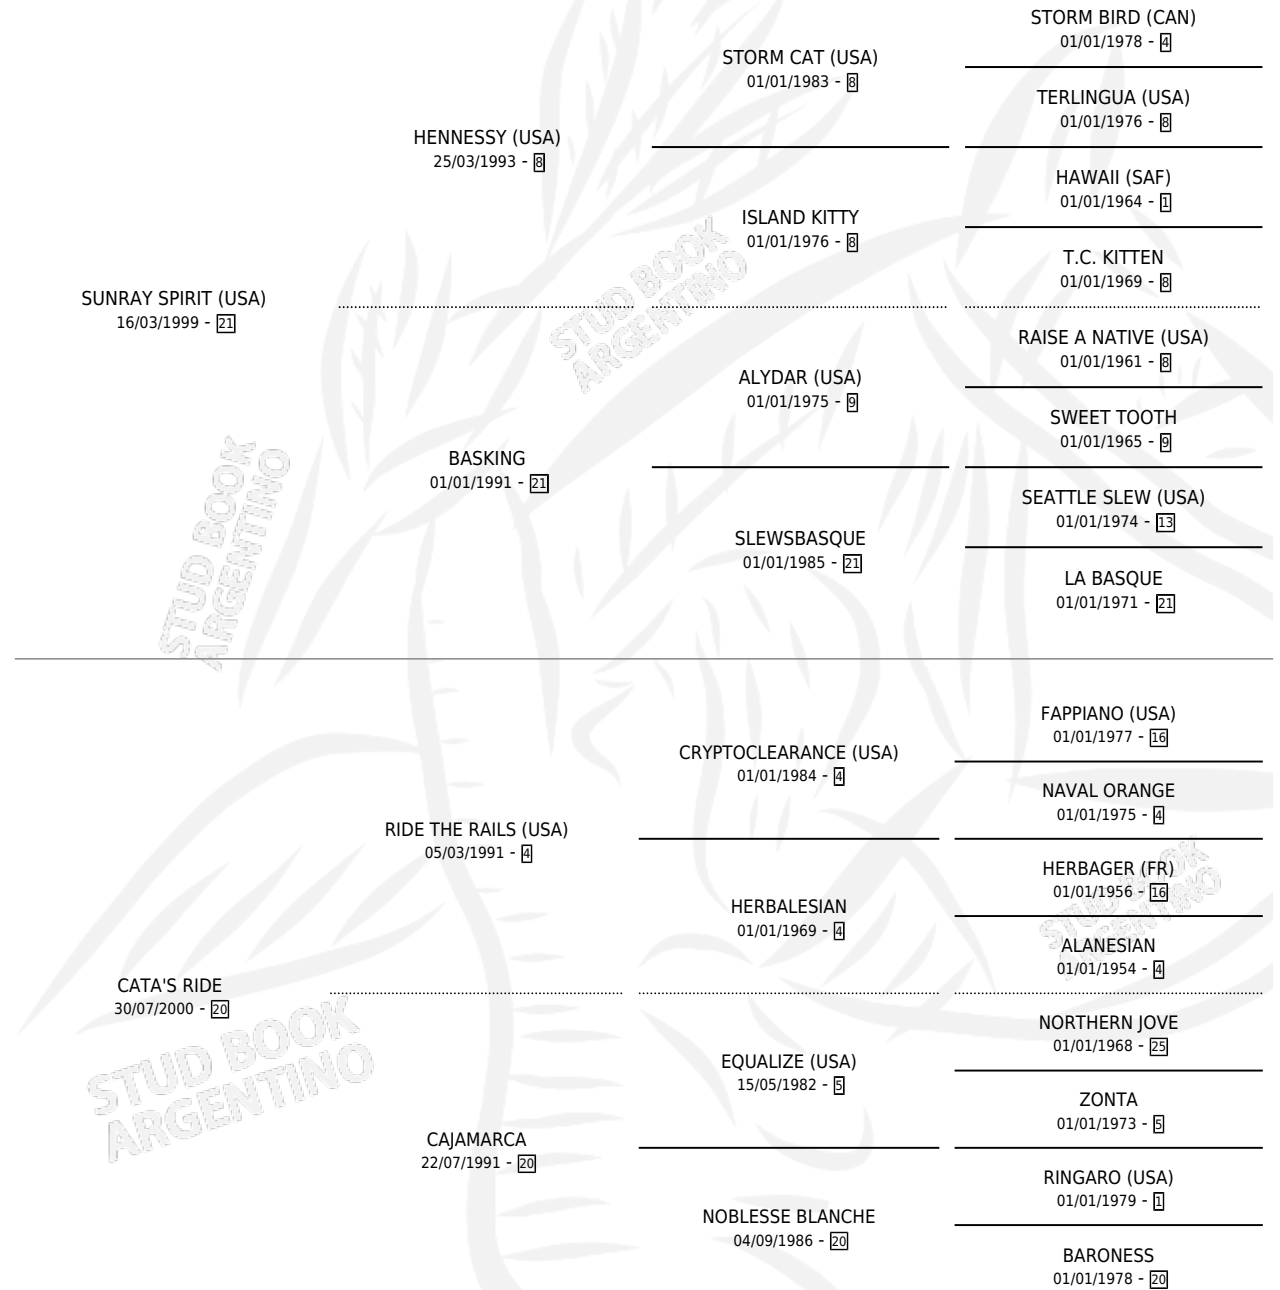 STORM BIRD (CAN)
01/01/1978 - 4
STORM CAT (USA)
01/01/1983 - 8
TERLINGUA (USA)
01/01/1976 - 8
HENNESSY (USA)
25/03/1993 - 8
HAWAII (SAF)
01/01/1964 - 1
ISLAND KITTY
01/01/1976 - 8
T.C. KITTEN
01/01/1969 - 8
SUNRAY SPIRIT (USA)
16/03/1999 - 21
RAISE A NATIVE (USA)
01/01/1961 - 8
ALYDAR (USA)
01/01/1975 - 9
SWEET TOOTH
01/01/1965 - 9
BASKING
01/01/1991 - 21
SEATTLE SLEW (USA)
01/01/1974 - 13
SLEWSBASQUE
01/01/1985 - 21
LA BASQUE
01/01/1971 - 21
FAPPIANO (USA)
01/01/1977 - 16
CRYPTOCLEARANCE (USA)
01/01/1984 - 4
NAVAL ORANGE
01/01/1975 - 4
RIDE THE RAILS (USA)
05/03/1991 - 4
HERBAGER (FR)
01/01/1956 - 16
HERBALESIAN
01/01/1969 - 4
ALANESIAN
01/01/1954 - 4
CATA'S RIDE
30/07/2000 - 20
NORTHERN JOVE
01/01/1968 - 25
EQUALIZE (USA)
15/05/1982 - 5
ZONTA
01/01/1973 - 5
CAJAMARCA
22/07/1991 - 20
RINGARO (USA)
01/01/1979 - 1
NOBLESSE BLANCHE
04/09/1986 - 20
BARONESS
01/01/1978 - 20
STUD BOOK
ARGENTINO
STUD BOOK
ARGENTINO
STUD BOOK
ARGENTINO
STUD BOOK
ARGENTINO